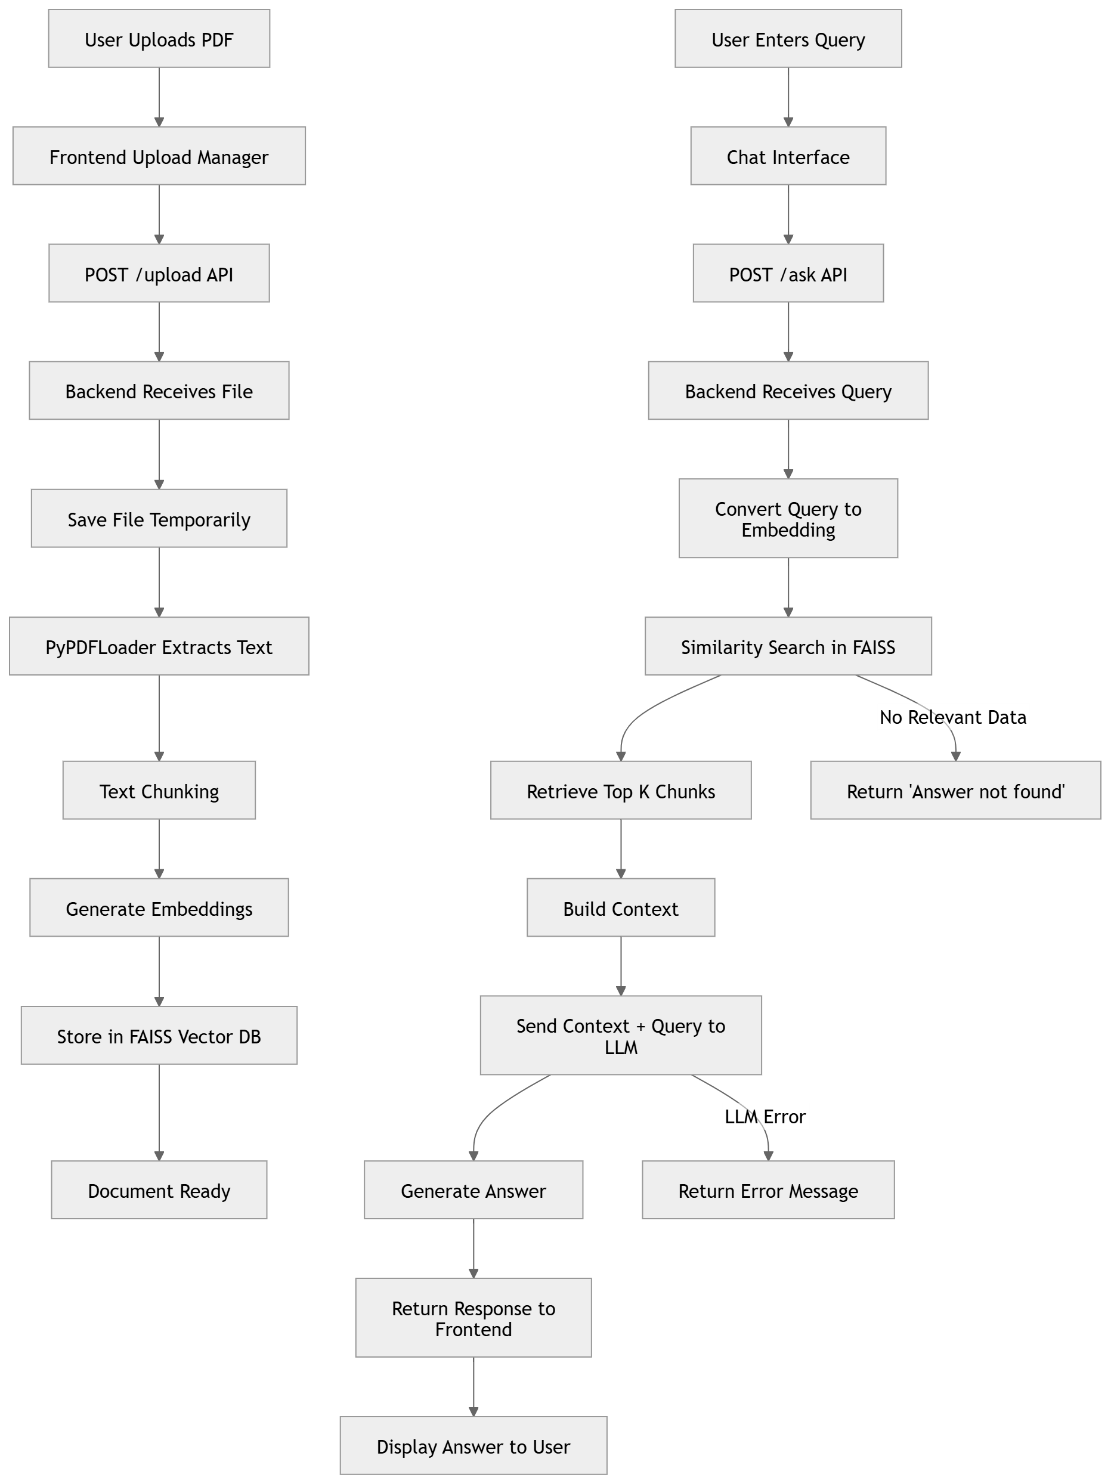 User Uploads PDF
Frontend Upload Manager
POST /upload API
Backend Receives File
Save File Temporarily
PyPDFLoader Extracts Text
Text Chunking
Generate Embeddings
Store in FAISS Vector DB
Document Ready
User Enters Query
Chat Interface
POST /ask API
Backend Receives Query
Convert Query to
Embedding
Similarity Search in FAISS
No Relevant Data
Retrieve Top K Chunks
Return 'Answer not found'
Build Context
Send Context + Query to
LLM
LLM Error
Generate Answer
Return Error Message
Return Response to
Frontend
Display Answer to User